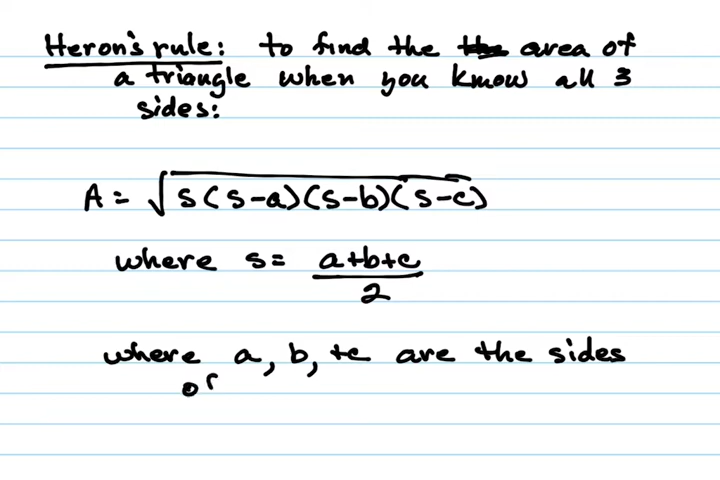 Heron's rule: to find the the area of
a triangle when you know all 3
sides:
A = √s(s-a)(s-b)(s-c)
where s = a+b+c
2
where a, b, +c are the sides
or